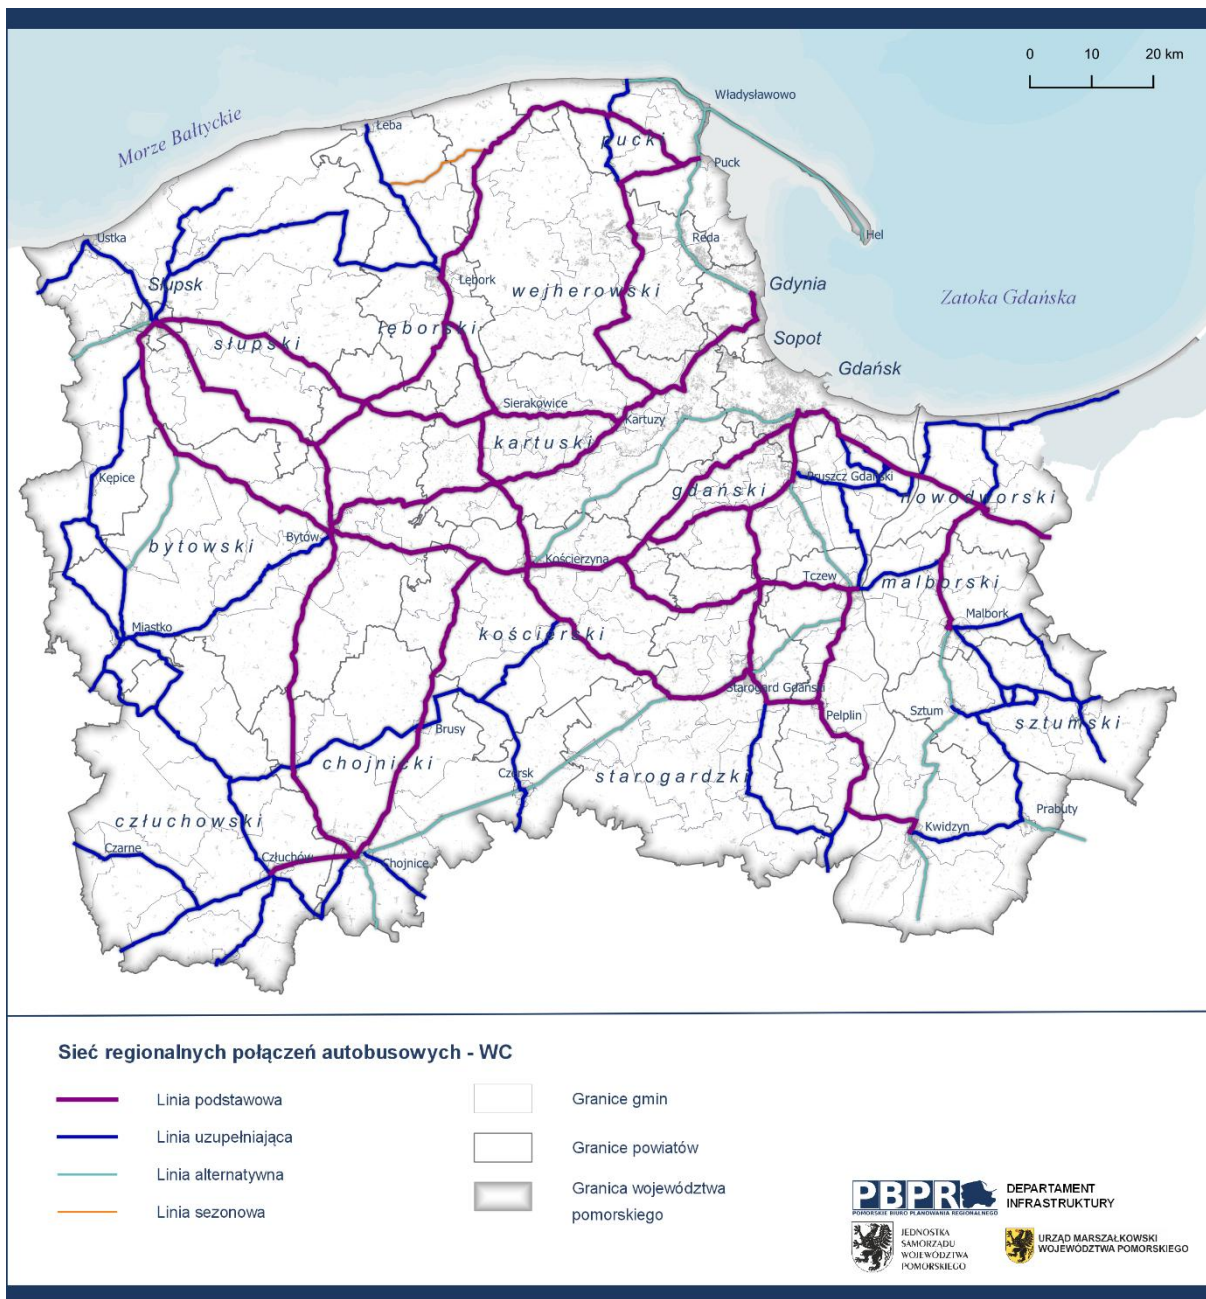 0 10 20 km
Władysławowo
Morze Bałtyckie
Łeba
pucki
Puck
Ustka
Reda
Hel
Słupsk
Lębork
wejherowski
Gdynia
Zatoka Gdańska
lęborski
słupski
Sopot
Gdańsk
Sierakowice
Kartuzy
kartuski
Kępice
gdański
Pruszcz Gdański
nowodworski
Bytów
bytowski
Kościerzyna
Tczew
malborski
Miastko
kościerski
Malbork
Starogard Gdański
Pelplin
Sztum
sztumski
Brusy
chojnicki
Czersk
starogardzki
Prabuty
człuchowski
Kwidzyn
Czarne
Człuchów
Chojnice
Sieć regionalnych połączeń autobusowych - WC
Linia podstawowa
Linia uzupełniająca
Linia alternatywna
Linia sezonowa
Granice gmin
Granice powiatów
Granica województwa
pomorskiego
PBPR
POMORSKIE BIURO PLANOWANIA REGIONALNEGO
DEPARTAMENT
INFRASTRUKTURY
JEDNOSTKA
SAMORZĄDU
WOJEWÓDZTWA
POMORSKIEGO
URZĄD MARSZAŁKOWSKI
WOJEWÓDZTWA POMORSKIEGO